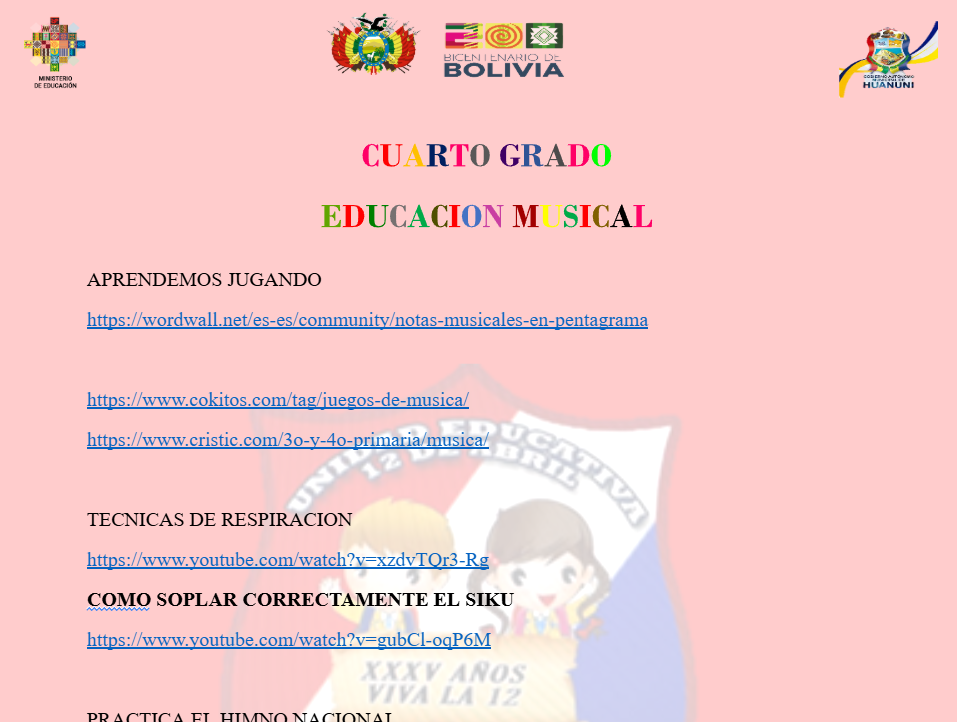 MINISTERIO
DE EDUCACIÓN
BICENTENARIO DE
BOLIVIA
GOBIERNO AUTONOMO
MUNICIPAL DE
HUANUNI
CUARTO GRADO
EDUCACION MUSICAL
APRENDEMOS JUGANDO
https://wordwall.net/es-es/community/notas-musicales-en-pentagrama
https://www.cokitos.com/tag/juegos-de-musica/
https://www.cristic.com/3o-y-4o-primaria/musica/
UNIDAD EDUCATIVA
12 DE ABRIL
TECNICAS DE RESPIRACION
https://www.youtube.com/watch?v=xzdvTQr3-Rg
COMO SOPLAR CORRECTAMENTE EL SIKU
https://www.youtube.com/watch?v=gubCl-oqP6M
XXXV AÑOS
VIVA LA 12
PRACTICA EL HIMNO NACIONAL